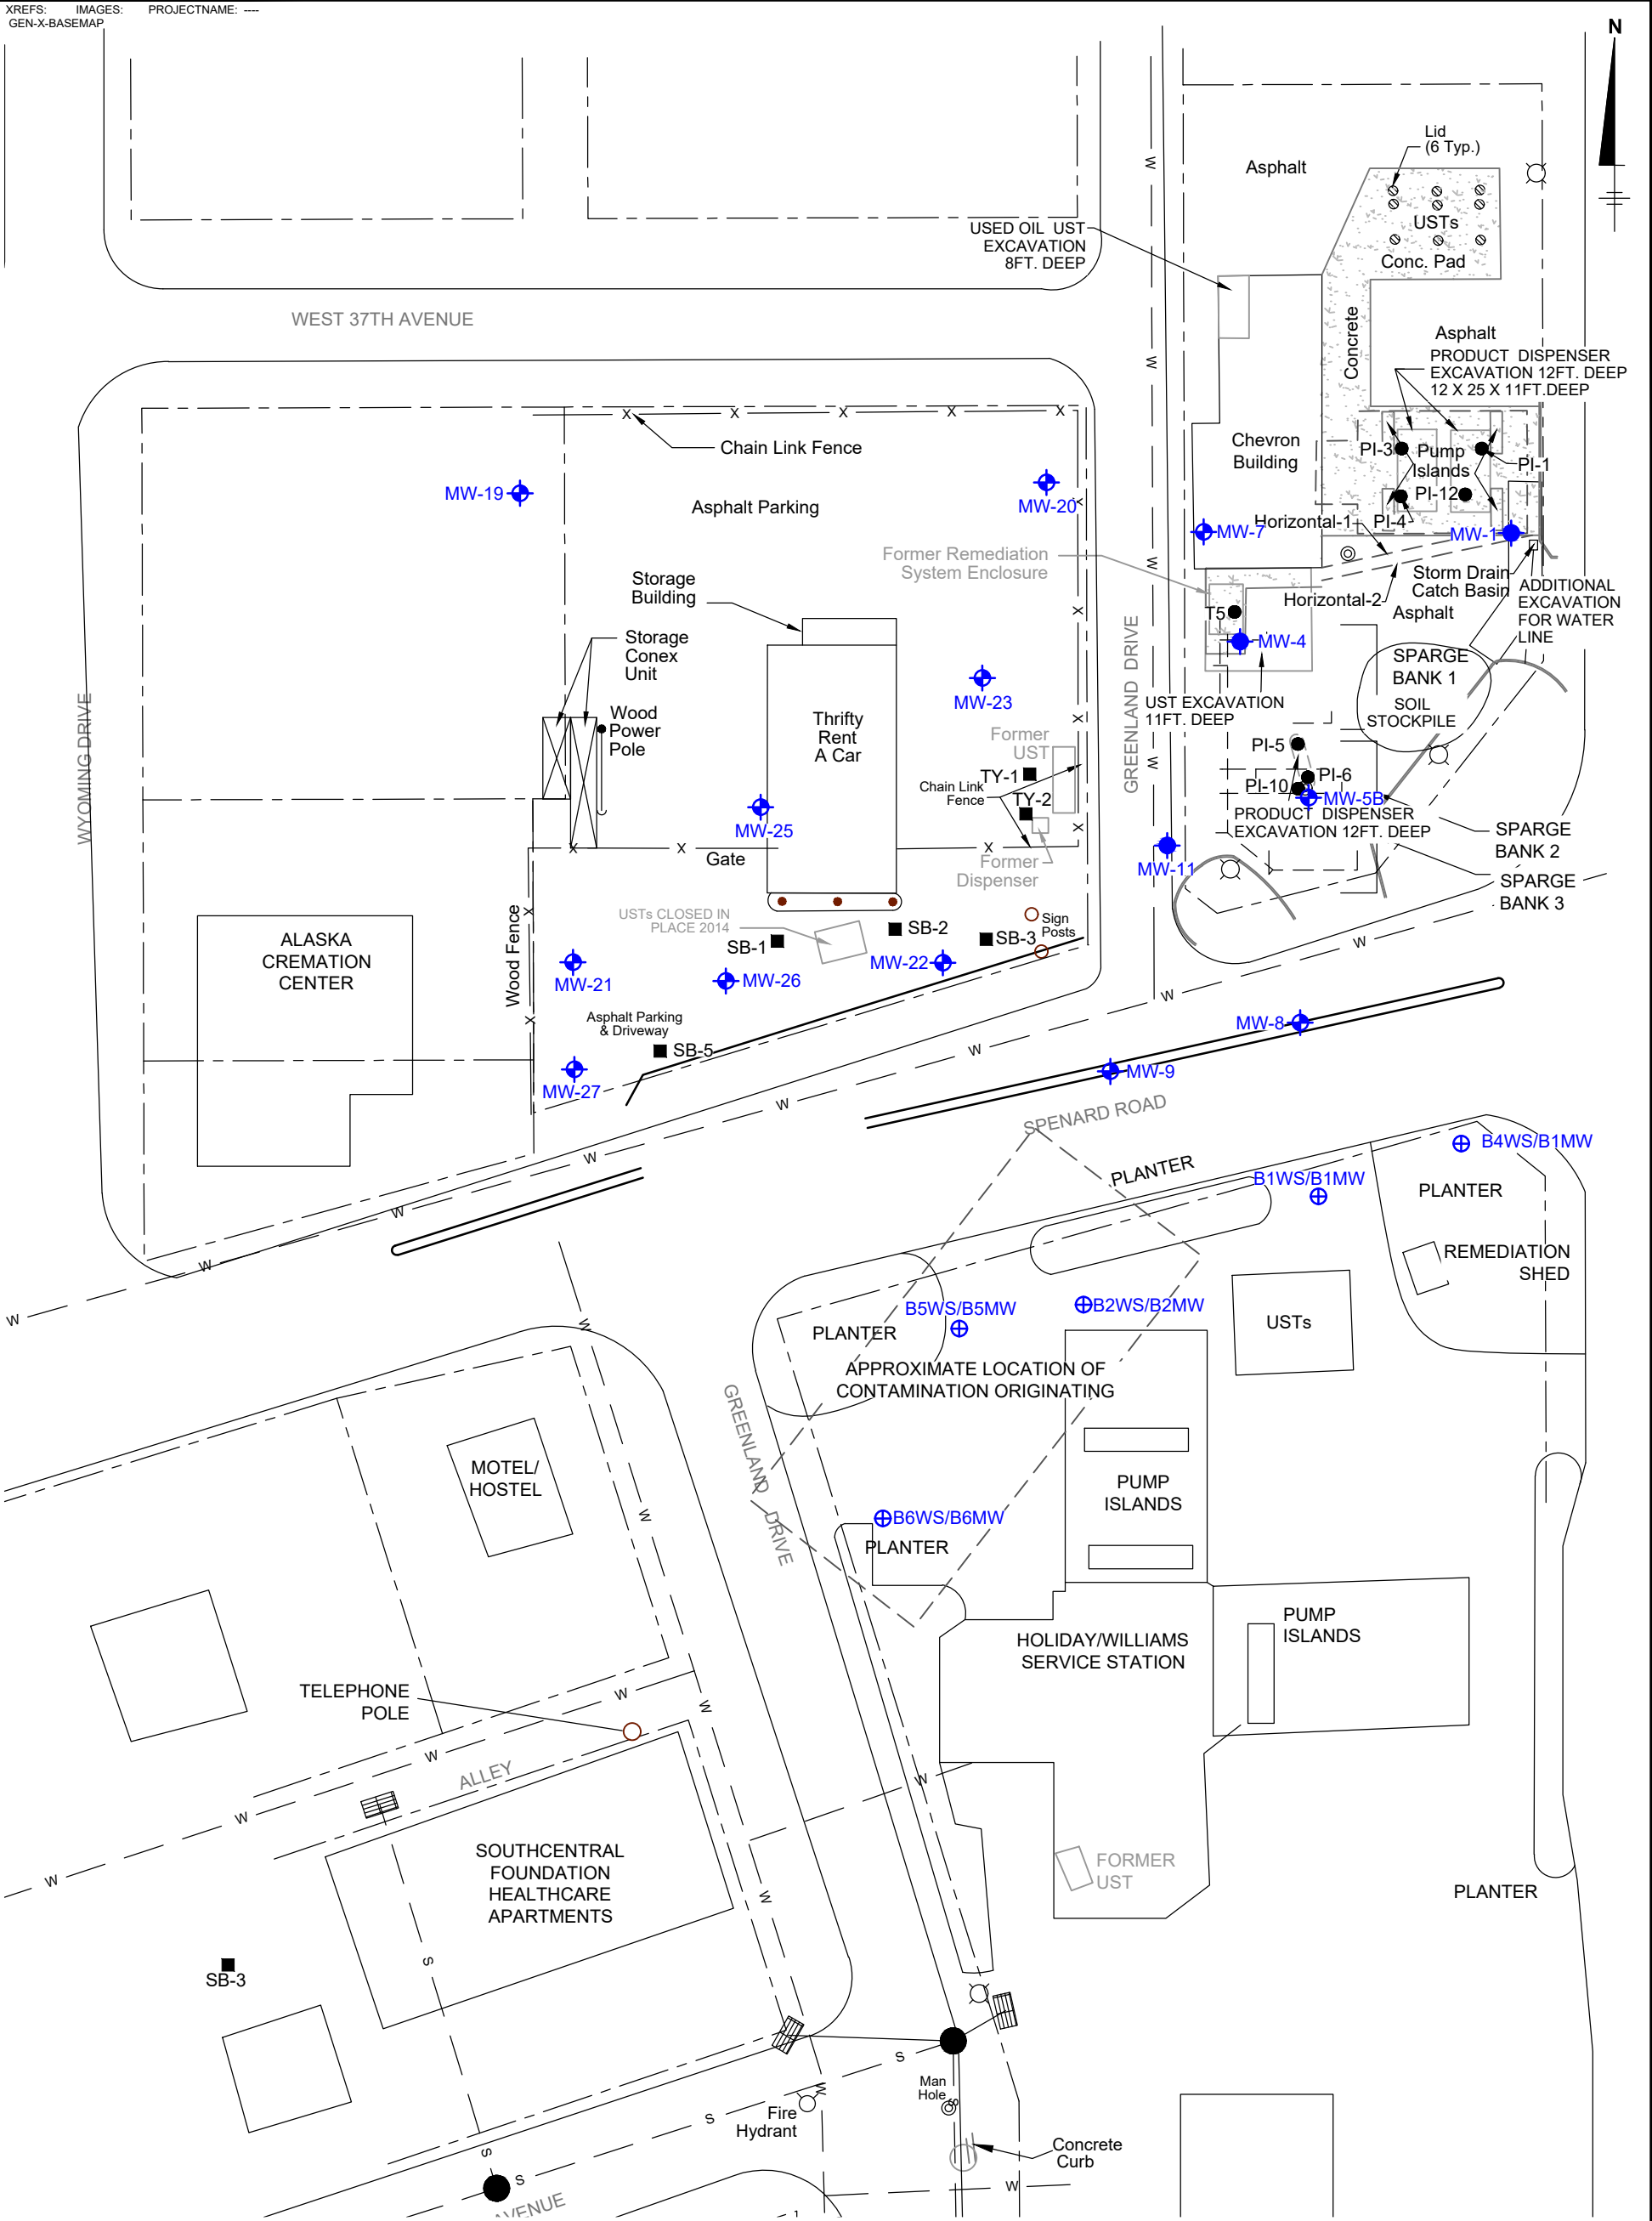 XREFS: IMAGES: PROJECTNAME: ----
GEN-X-BASEMAP
N
Lid
(6 Typ.)
Asphalt
USTs
Conc. Pad
USED OIL UST
EXCAVATION
8FT. DEEP
WEST 37TH AVENUE
Concrete
Asphalt
PRODUCT DISPENSER
EXCAVATION 12FT. DEEP
12 X 25 X 11FT.DEEP
Chain Link Fence
Chevron
Building
PI-3
Pump
Islands
PI-1
PI-12
PI-4
MW-19
Asphalt Parking
MW-20
MW-7
Horizontal-1
MW-1
Former Remediation
System Enclosure
Storm Drain
Catch Basin
Horizontal-2
Asphalt
ADDITIONAL
EXCAVATION
FOR WATER
LINE
Storage
Building
T5
MW-4
Storage
Conex
Unit
SPARGE
BANK 1
SOIL
STOCKPILE
MW-23
UST EXCAVATION
11FT. DEEP
GREENLAND DRIVE
WYOMING DRIVE
Wood
Power
Pole
Thrifty
Rent
A Car
Former
UST
TY-1
Chain Link
Fence
TY-2
PI-5
PI-6
PI-10
MW-5B
PRODUCT DISPENSER
EXCAVATION 12FT. DEEP
MW-25
Gate
Former
Dispenser
MW-11
SPARGE
BANK 2
SPARGE
BANK 3
USTs CLOSED IN
PLACE 2014
SB-1
SB-2
SB-3
Sign
Posts
ALASKA
CREMATION
CENTER
Wood Fence
MW-21
MW-26
MW-22
Asphalt Parking
& Driveway
SB-5
MW-27
MW-8
MW-9
SPENARD ROAD
B4WS/B1MW
PLANTER
B1WS/B1MW
PLANTER
REMEDIATION
SHED
B5WS/B5MW
B2WS/B2MW
PLANTER
USTs
APPROXIMATE LOCATION OF
CONTAMINATION ORIGINATING
GREENLAND DRIVE
MOTEL/
HOSTEL
PUMP
ISLANDS
B6WS/B6MW
PLANTER
HOLIDAY/WILLIAMS
SERVICE STATION
PUMP
ISLANDS
TELEPHONE
POLE
ALLEY
SOUTHCENTRAL
FOUNDATION
HEALTHCARE
APARTMENTS
FORMER
UST
PLANTER
SB-3
Man
Hole
Fire
Hydrant
Concrete
Curb
AVENUE